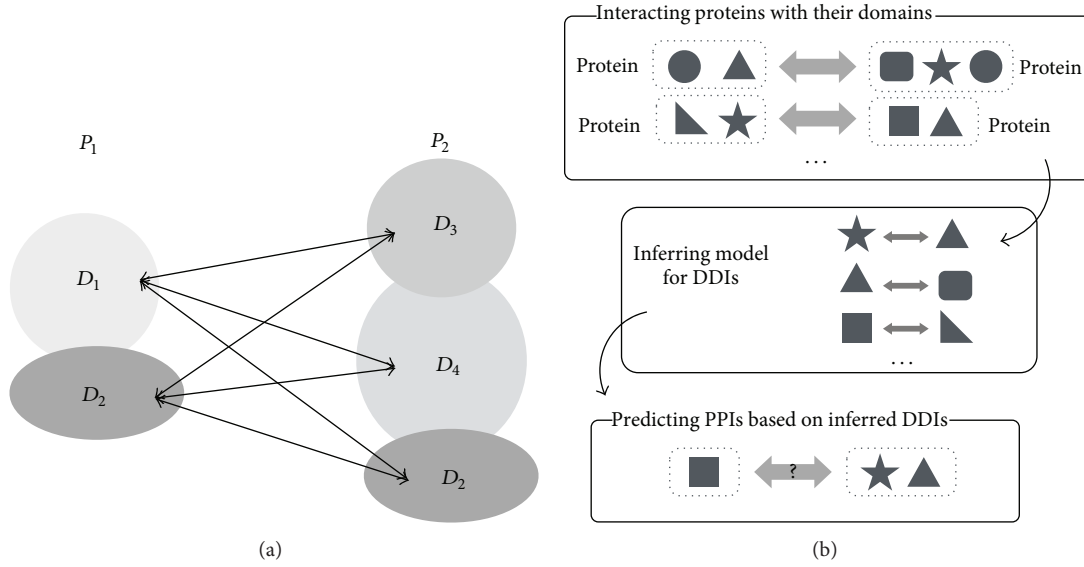 P1
P2
D1
D2
D3
D4
D2
(a)
Interacting proteins with their domains
Protein
Protein
Protein
Protein
...
Inferring model
for DDIs
...
Predicting PPIs based on inferred DDIs
?
(b)